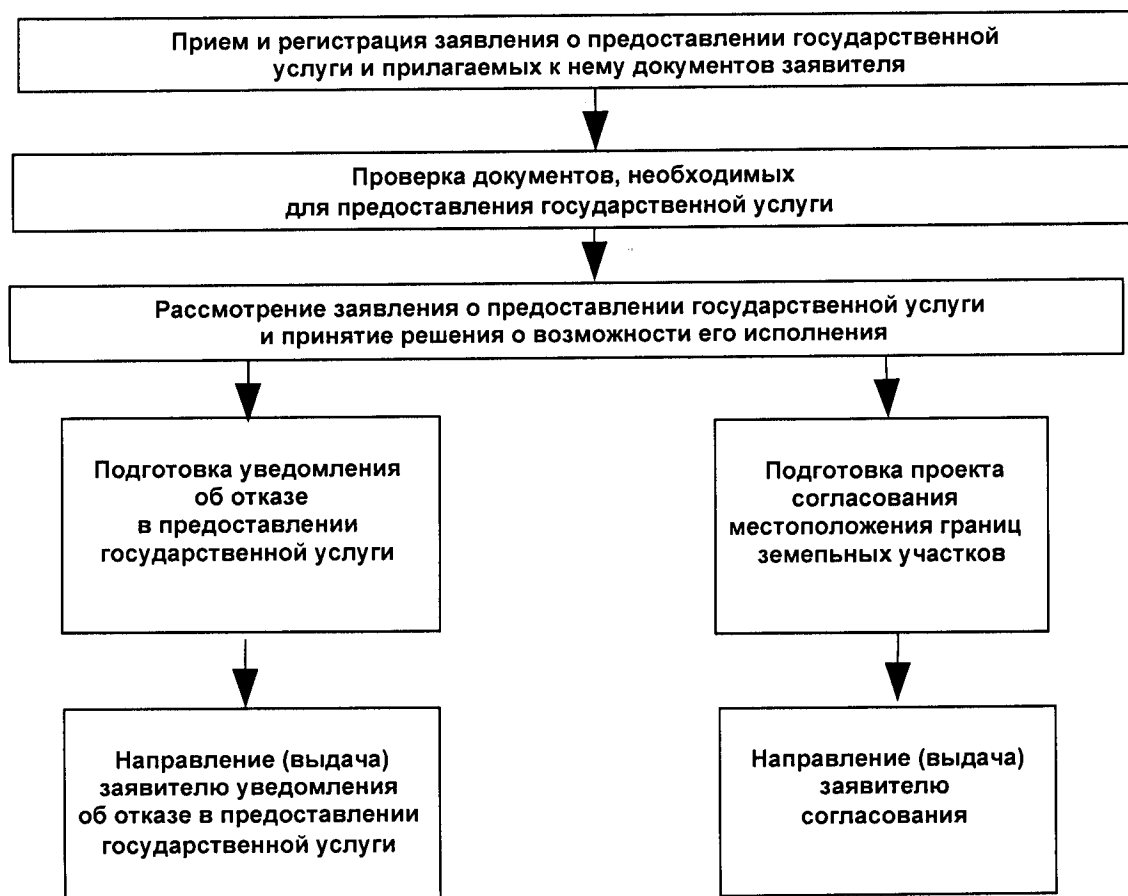 Прием и регистрация заявления о предоставлении государственной
услуги и прилагаемых к нему документов заявителя
Проверка документов, необходимых
для предоставления государственной услуги
Рассмотрение заявления о предоставлении государственной услуги
и принятие решения о возможности его исполнения
Подготовка уведомления
об отказе
в предоставлении
государственной услуги
Подготовка проекта
согласования
местоположения границ
земельных участков
Направление (выдача)
заявителю уведомления
об отказе в предоставлении
государственной услуги
Направление (выдача)
заявителю
согласования